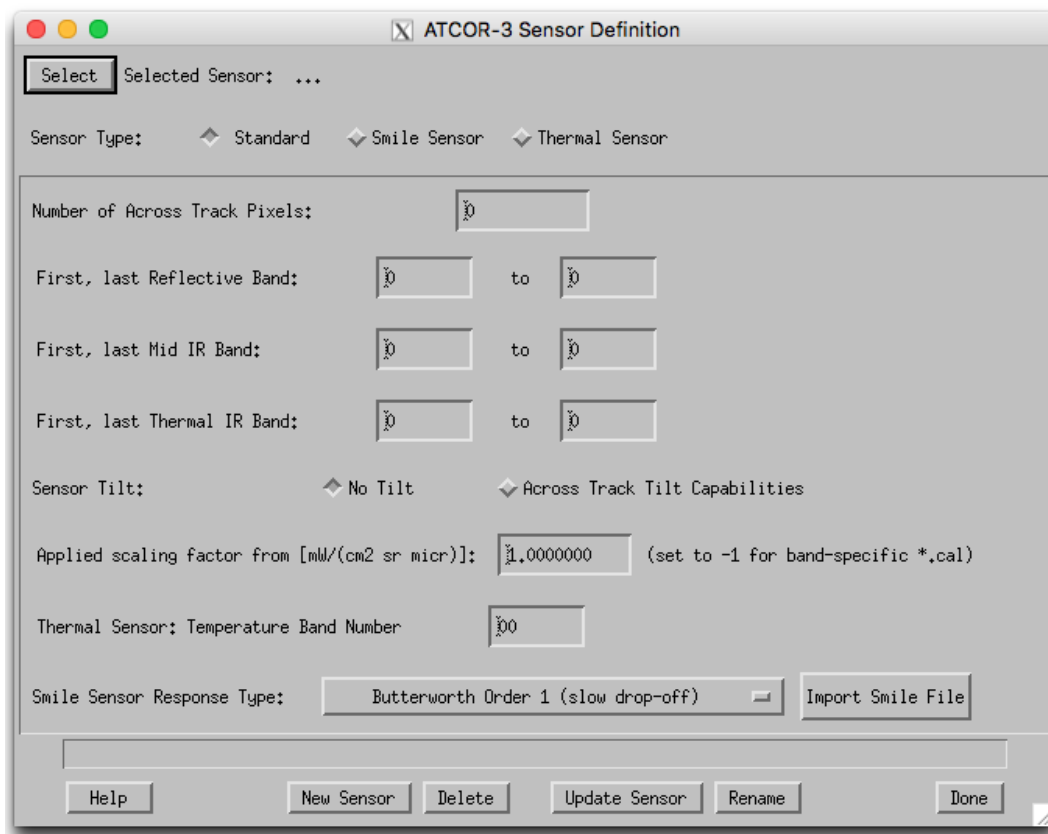 ATCOR-3 Sensor Definition
Select Selected Sensor: ...
Sensor Type: Standard Smile Sensor Thermal Sensor
Number of Across Track Pixels: 0
First, last Reflective Band: 0 to 0
First, last Mid IR Band: 0 to 0
First, last Thermal IR Band: 0 to 0
Sensor Tilt: No Tilt Across Track Tilt Capabilities
Applied scaling factor from [mW/(cm2 sr micr)]: 1.0000000 (set to -1 for band-specific *.cal)
Thermal Sensor: Temperature Band Number 00
Smile Sensor Response Type: Butterworth Order 1 (slow drop-off) Import Smile File
Help New Sensor Delete Update Sensor Rename Done